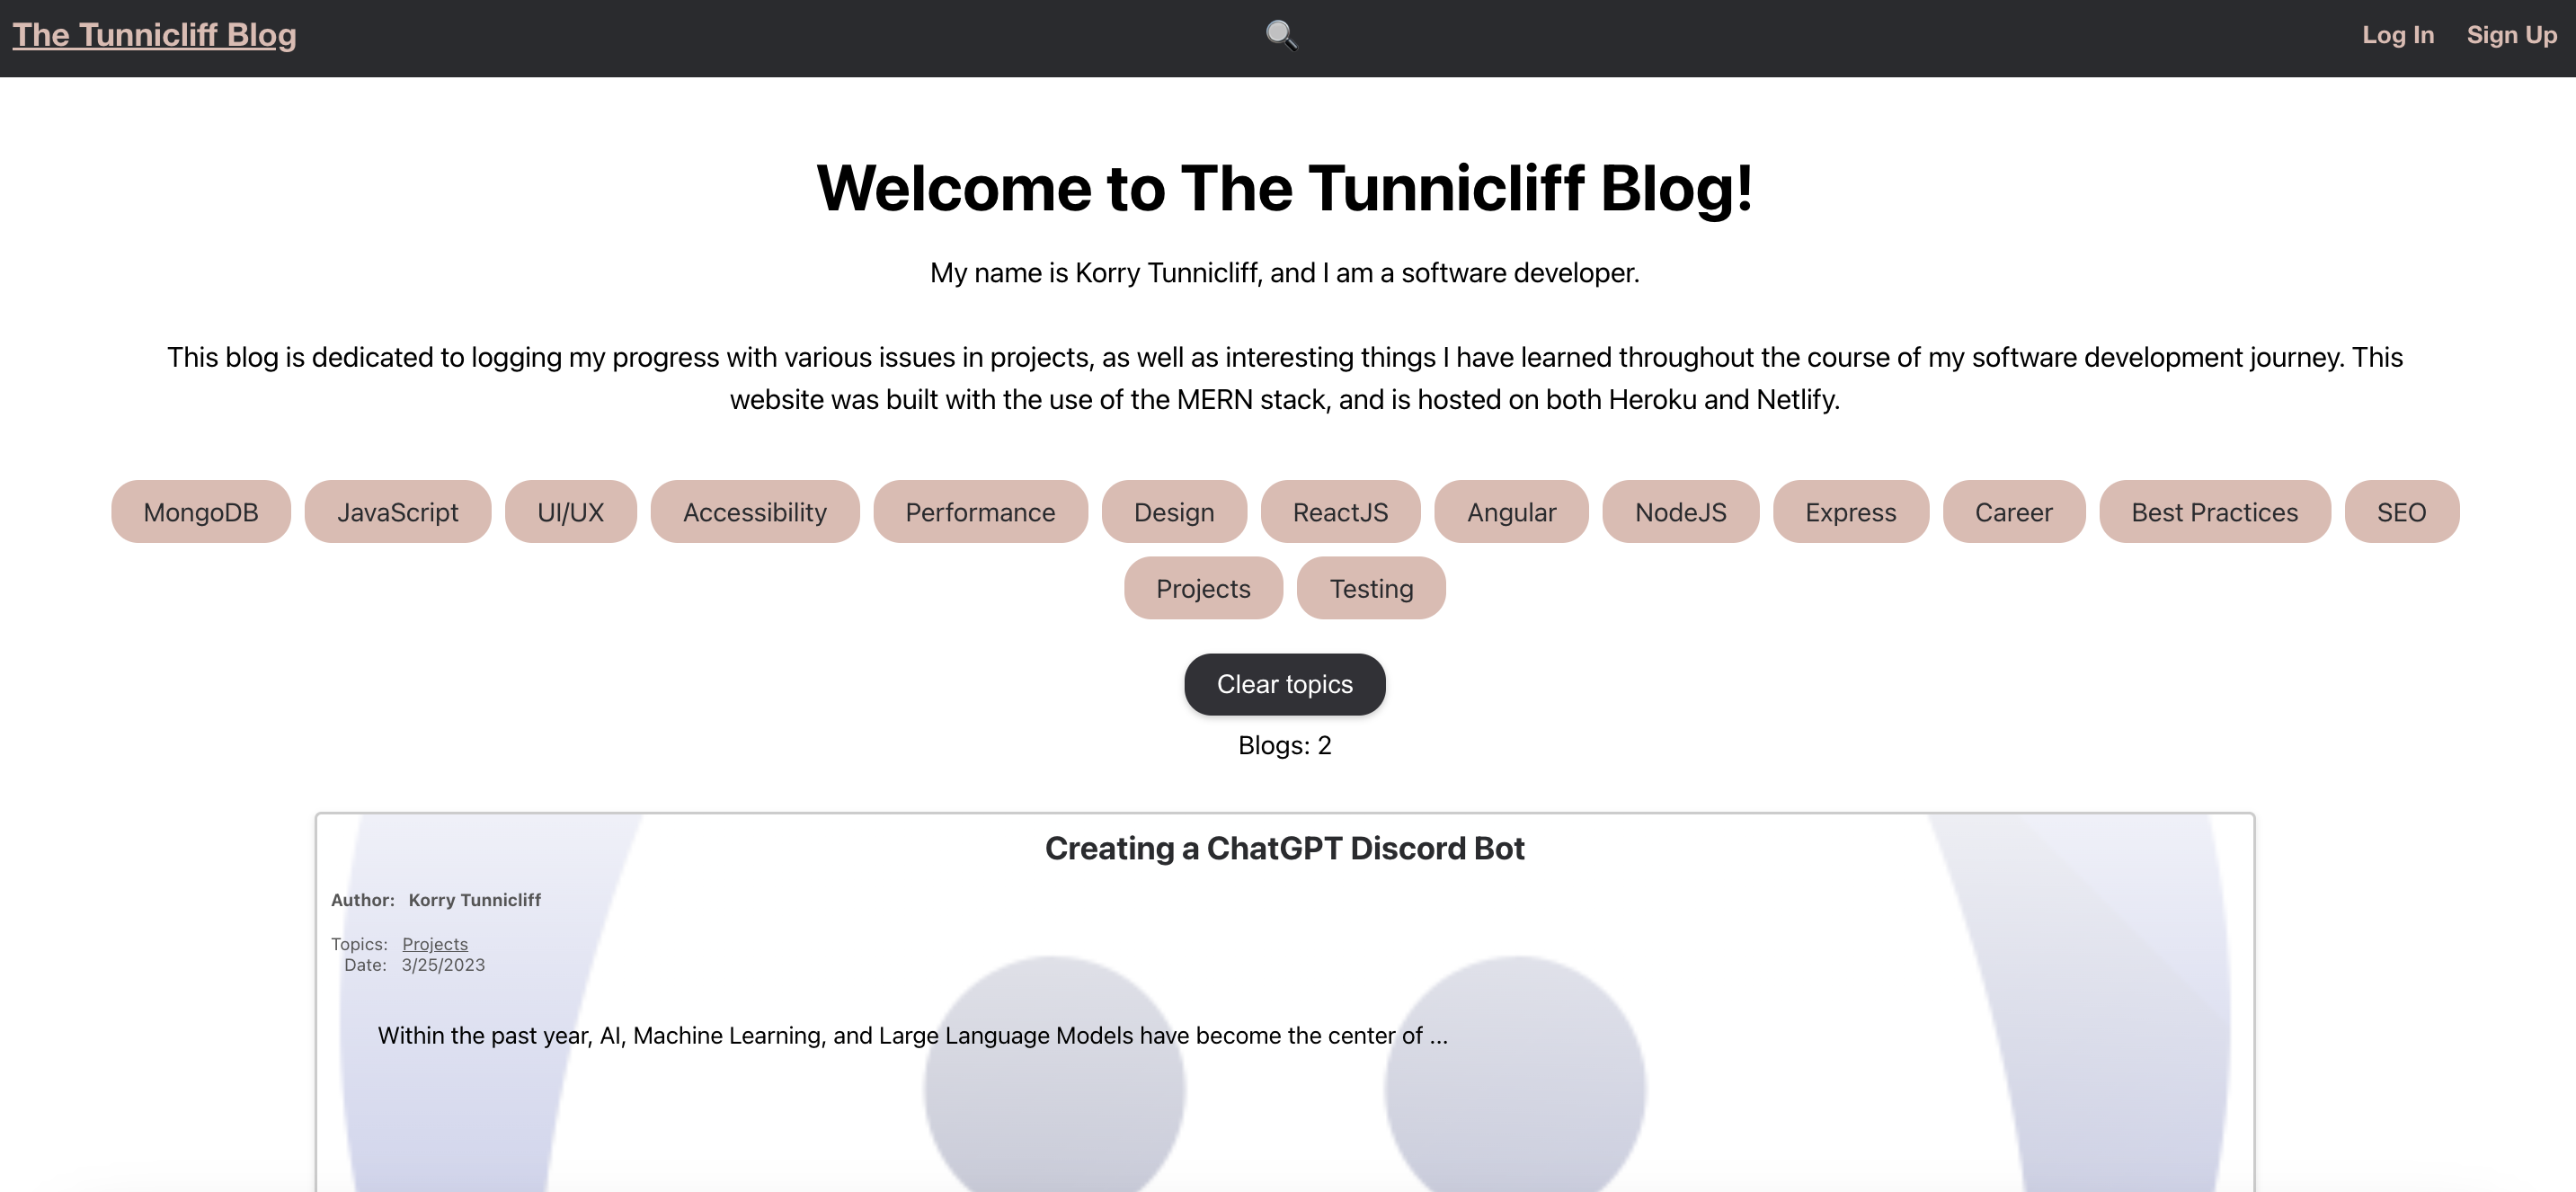 The Tunnicliff Blog
Log In Sign Up
Welcome to The Tunnicliff Blog!
My name is Korry Tunnicliff, and I am a software developer.
This blog is dedicated to logging my progress with various issues in projects, as well as interesting things I have learned throughout the course of my software development journey. This
website was built with the use of the MERN stack, and is hosted on both Heroku and Netlify.
MongoDB JavaScript UI/UX Accessibility Performance Design ReactJS Angular NodeJS Express Career Best Practices SEO
Projects Testing
Clear topics
Blogs: 2
Creating a ChatGPT Discord Bot
Author: Korry Tunnicliff
Topics: Projects
Date: 3/25/2023
Within the past year, AI, Machine Learning, and Large Language Models have become the center of ...